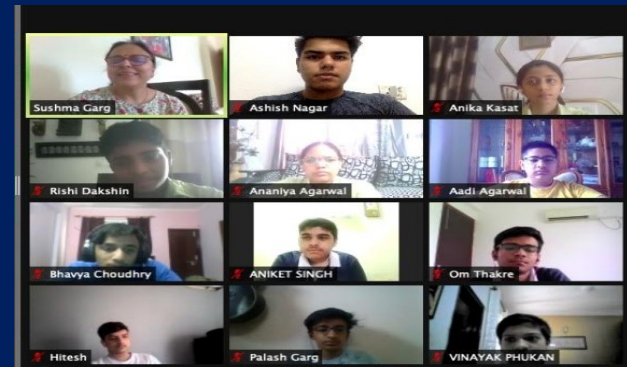 Sushma Garg
Ashish Nagar
Anika Kasat
Rishi Dakshin
Ananiya Agarwal
Aadi Agarwal
Bhavya Choudhry
ANIKET SINGH
Om Thakre
Hitesh
Palash Garg
VINAYAK PHUKAN